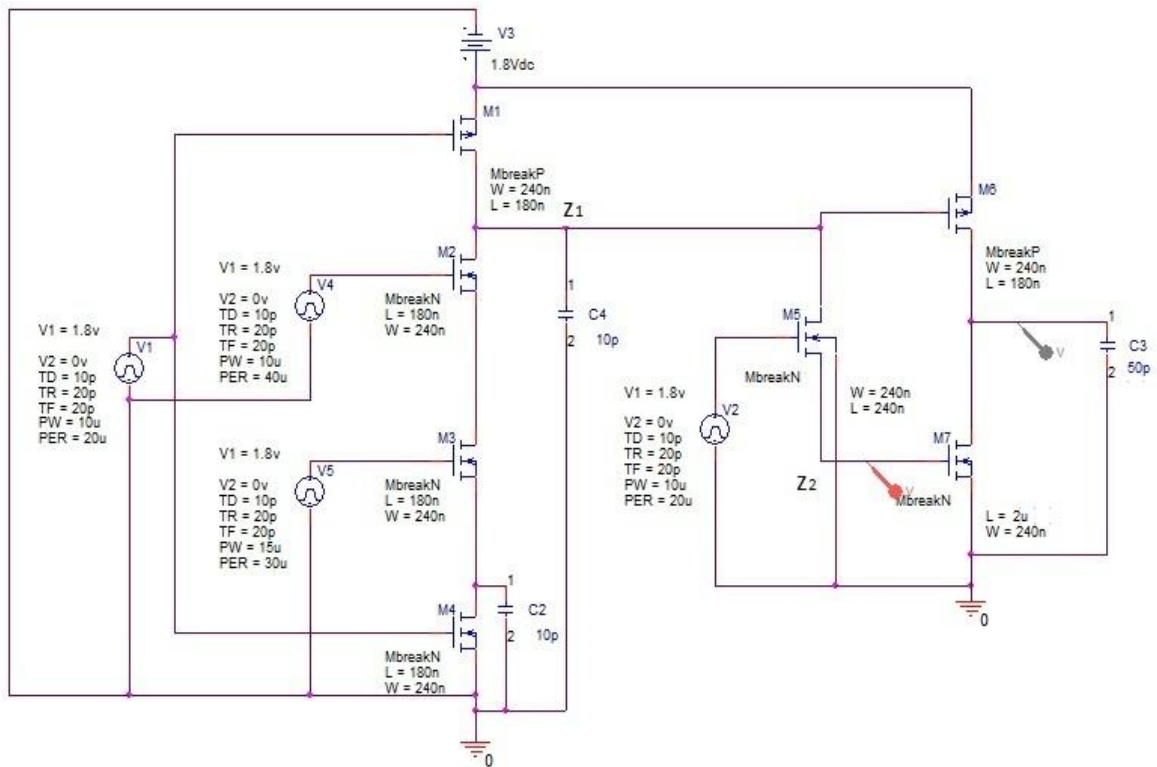 V3
1.8Vdc
M1
MbreakP
W = 240n
L = 180n
Z1
M6
MbreakP
W = 240n
L = 180n
M2
V1 = 1.8v
V4
V2 = 0v
TD = 10p
TR = 20p
TF = 20p
PW = 10u
PER = 40u
MbreakN
L = 180n
W = 240n
1
C4
2
10p
V1 = 1.8v
V1
V2 = 0v
TD = 10p
TR = 20p
TF = 20p
PW = 10u
PER = 20u
M5
MbreakN
W = 240n
L = 240n
V
1
C3
2
50p
V1 = 1.8v
V2
V2 = 0v
TD = 10p
TR = 20p
TF = 20p
PW = 10u
PER = 20u
M3
V1 = 1.8v
V5
V2 = 0v
TD = 10p
TR = 20p
TF = 20p
PW = 15u
PER = 30u
MbreakN
L = 180n
W = 240n
M7
Z2
V
MbreakN
L = 2u
W = 240n
M4
1
C2
2
10p
MbreakN
L = 180n
W = 240n
0
0